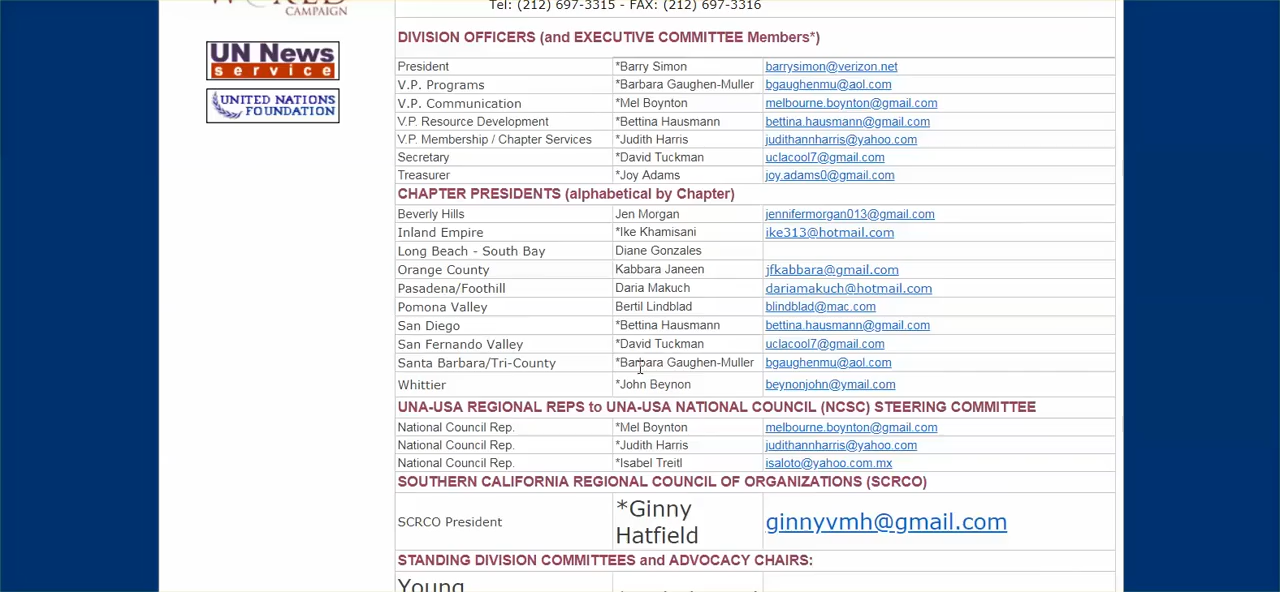 WORLD
CAMPAIGN
Tel: (212) 697-3315 - FAX: (212) 697-3316
UN News
service
UNITED NATIONS
FOUNDATION
DIVISION OFFICERS (and EXECUTIVE COMMITTEE Members*)
President *Barry Simon barrysimon@verizon.net
V.P. Programs *Barbara Gaughen-Muller bgaughenmu@aol.com
V.P. Communication *Mel Boynton melbourne.boynton@gmail.com
V.P. Resource Development *Bettina Hausmann bettina.hausmann@gmail.com
V.P. Membership / Chapter Services *Judith Harris judithannharris@yahoo.com
Secretary *David Tuckman uclacool7@gmail.com
Treasurer *Joy Adams joy.adams0@gmail.com
CHAPTER PRESIDENTS (alphabetical by Chapter)
Beverly Hills Jen Morgan jennifermorgan013@gmail.com
Inland Empire *Ike Khamisani ike313@hotmail.com
Long Beach - South Bay Diane Gonzales
Orange County Kabbara Janeen jfkabbara@gmail.com
Pasadena/Foothill Daria Makuch dariamakuch@hotmail.com
Pomona Valley Bertil Lindblad blindblad@mac.com
San Diego *Bettina Hausmann bettina.hausmann@gmail.com
San Fernando Valley *David Tuckman uclacool7@gmail.com
Santa Barbara/Tri-County *Barbara Gaughen-Muller bgaughenmu@aol.com
Whittier *John Beynon beynonjohn@ymail.com
UNA-USA REGIONAL REPS to UNA-USA NATIONAL COUNCIL (NCSC) STEERING COMMITTEE
National Council Rep. *Mel Boynton melbourne.boynton@gmail.com
National Council Rep. *Judith Harris judithannharris@yahoo.com
National Council Rep. *Isabel Treitl isaloto@yahoo.com.mx
SOUTHERN CALIFORNIA REGIONAL COUNCIL OF ORGANIZATIONS (SCRCO)
SCRCO President *Ginny Hatfield ginnyvmh@gmail.com
STANDING DIVISION COMMITTEES and ADVOCACY CHAIRS:
Young